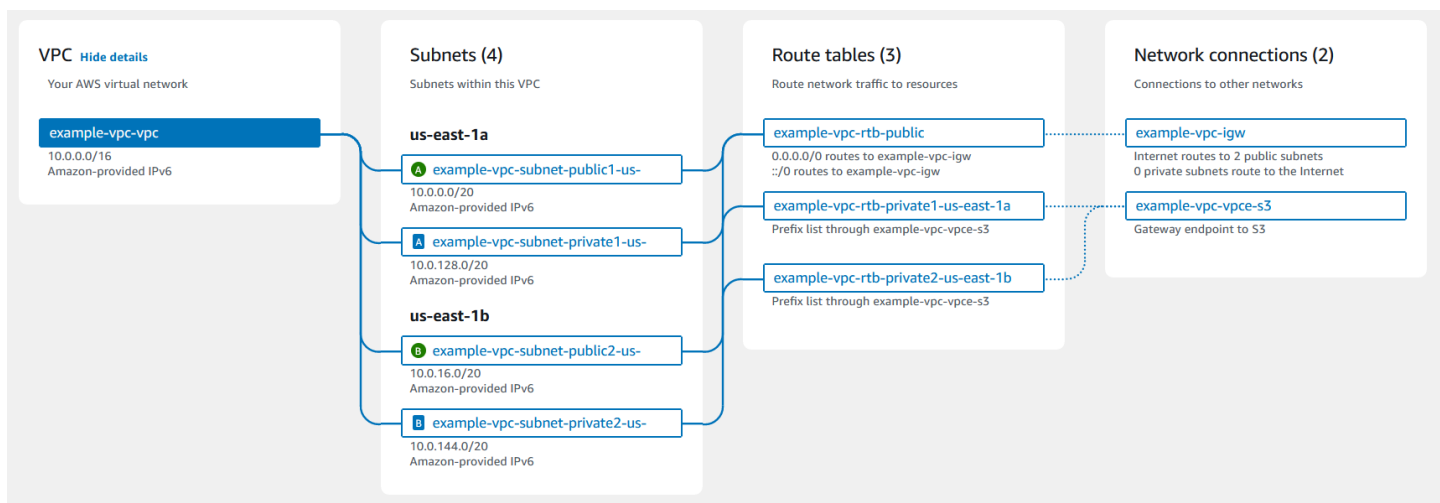 VPC Hide details
Your AWS virtual network
example-vpc-vpc
10.0.0.0/16
Amazon-provided IPv6
Subnets (4)
Subnets within this VPC
us-east-1a
A example-vpc-subnet-public1-us-
10.0.0.0/20
Amazon-provided IPv6
A example-vpc-subnet-private1-us-
10.0.128.0/20
Amazon-provided IPv6
us-east-1b
B example-vpc-subnet-public2-us-
10.0.16.0/20
Amazon-provided IPv6
B example-vpc-subnet-private2-us-
10.0.144.0/20
Amazon-provided IPv6
Route tables (3)
Route network traffic to resources
example-vpc-rtb-public
0.0.0.0/0 routes to example-vpc-igw
::/0 routes to example-vpc-igw
example-vpc-rtb-private1-us-east-1a
Prefix list through example-vpc-vpce-s3
example-vpc-rtb-private2-us-east-1b
Prefix list through example-vpc-vpce-s3
Network connections (2)
Connections to other networks
example-vpc-igw
Internet routes to 2 public subnets
0 private subnets route to the Internet
example-vpc-vpce-s3
Gateway endpoint to S3